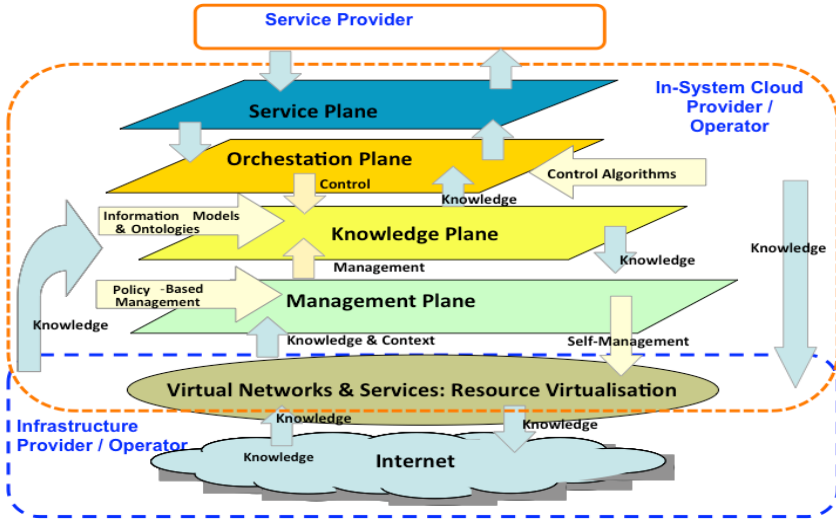 Service Provider
In-System Cloud
Provider /
Operator
Service Plane
Orchestation Plane
Control Algorithms
Control
Knowledge
Information Models
& Ontologies
Knowledge Plane
Knowledge
Knowledge
Management
Policy -Based
Management
Management Plane
Knowledge
Knowledge & Context
Self-Management
Virtual Networks & Services: Resource Virtualisation
Infrastructure
Provider / Operator
Knowledge
Knowledge
Knowledge
Internet